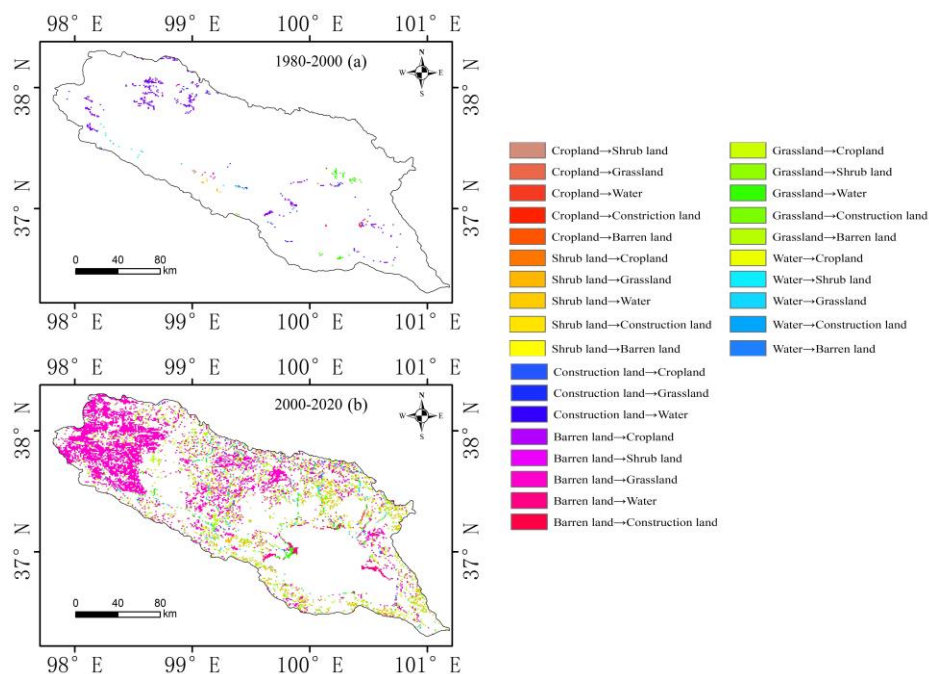 98° E 99° E 100° E 101° E
1980-2000 (a)
N
W E
S
38° N
37° N
38° N
37° N
0 40 80
km
98° E 99° E 100° E 101° E
2000-2020 (b)
N
W E
S
38° N
37° N
38° N
37° N
0 40 80
km
98° E 99° E 100° E 101° E
Cropland→Shrub land
Cropland→Grassland
Cropland→Water
Cropland→Constriction land
Cropland→Barren land
Shrub land→Cropland
Shrub land→Grassland
Shrub land→Water
Shrub land→Construction land
Shrub land→Barren land
Construction land→Cropland
Construction land→Grassland
Construction land→Water
Barren land→Cropland
Barren land→Shrub land
Barren land→Grassland
Barren land→Water
Barren land→Construction land
Grassland→Cropland
Grassland→Shrub land
Grassland→Water
Grassland→Construction land
Grassland→Barren land
Water→Cropland
Water→Shrub land
Water→Grassland
Water→Construction land
Water→Barren land